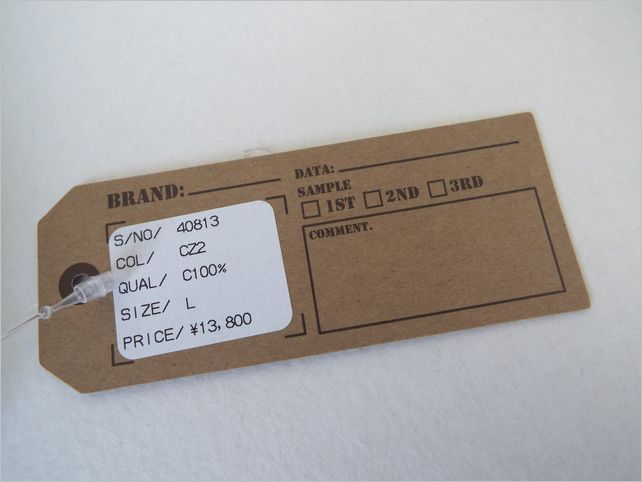 BRAND:
S/NO/ 40813
COL/ CZ2
QUAL/ C100%
SIZE/ L
PRICE/ ¥13,800
DATA:
SAMPLE
1ST 2ND 3RD
COMMENT.